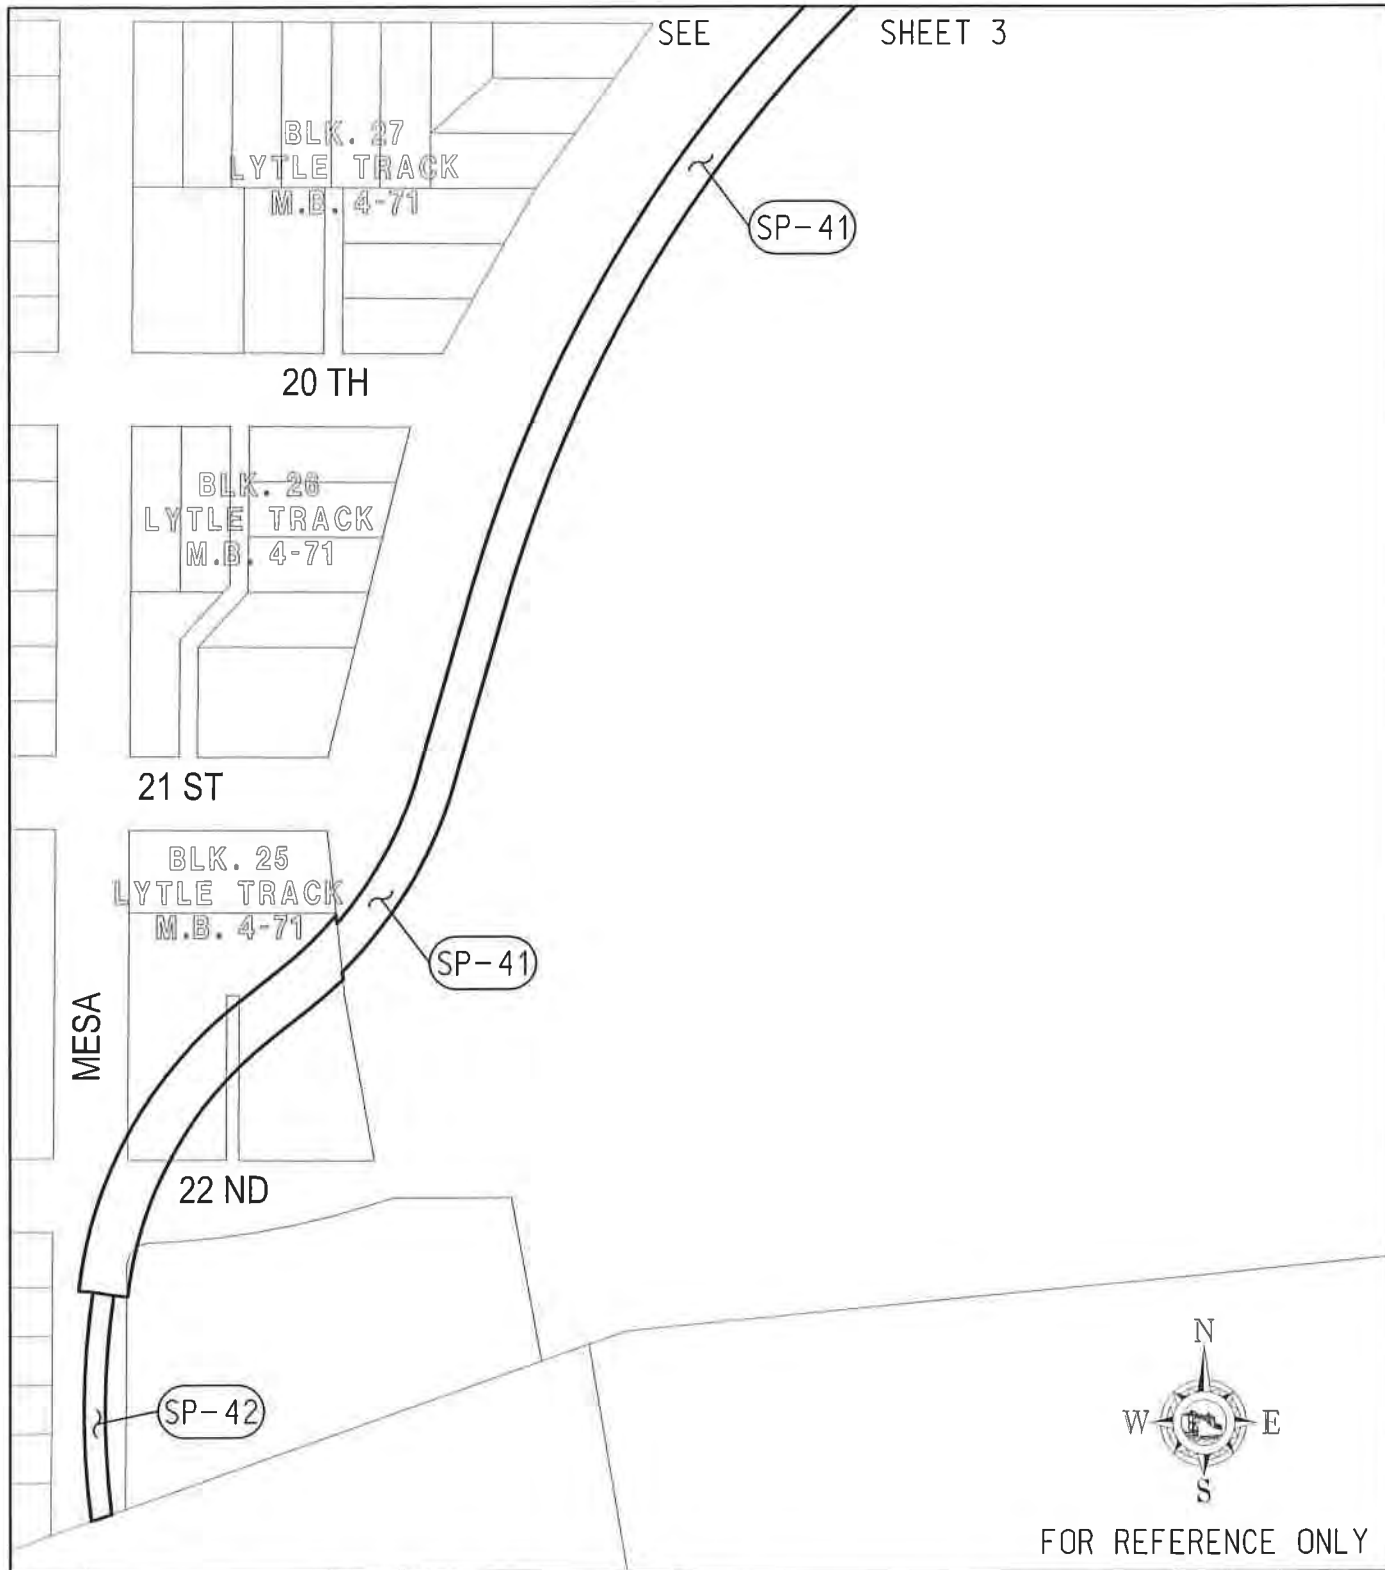 SEE SHEET 3
BLK. 27
LYTLE TRACK
M.B. 4-71
SP-41
20 TH
BLK. 26
LYTLE TRACK
M.B. 4-71
21 ST
BLK. 25
LYTLE TRACK
M.B. 4-71
SP-41
MESA
22 ND
SP-42
N
W E
S
FOR REFERENCE ONLY